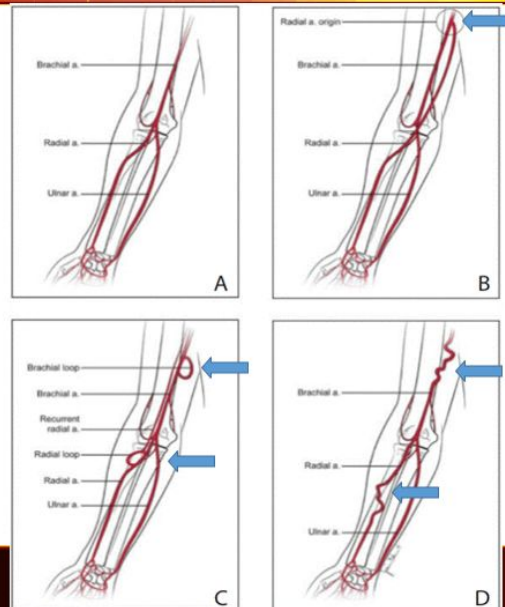 Brachial a.
Radial a.
Ulnar a.
A
Radial a. origin
Brachial a.
Radial a.
Ulnar a.
B
Brachial loop
Brachial a.
Recurrent
radial a.
Radial loop
Radial a.
Ulnar a.
C
Brachial a.
Radial a.
Ulnar a.
D